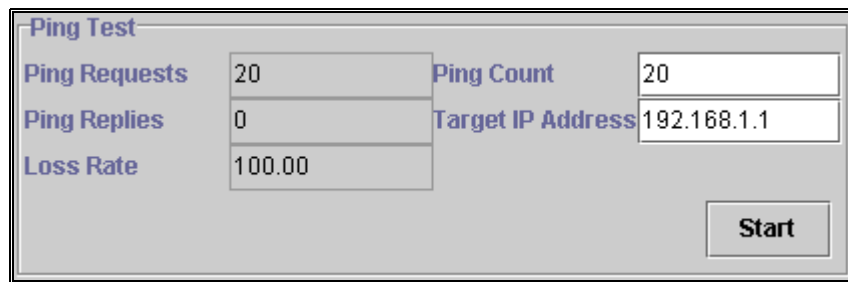 Ping Test
Ping Requests 20 Ping Count 20
Ping Replies 0 Target IP Address 192.168.1.1
Loss Rate 100.00
Start